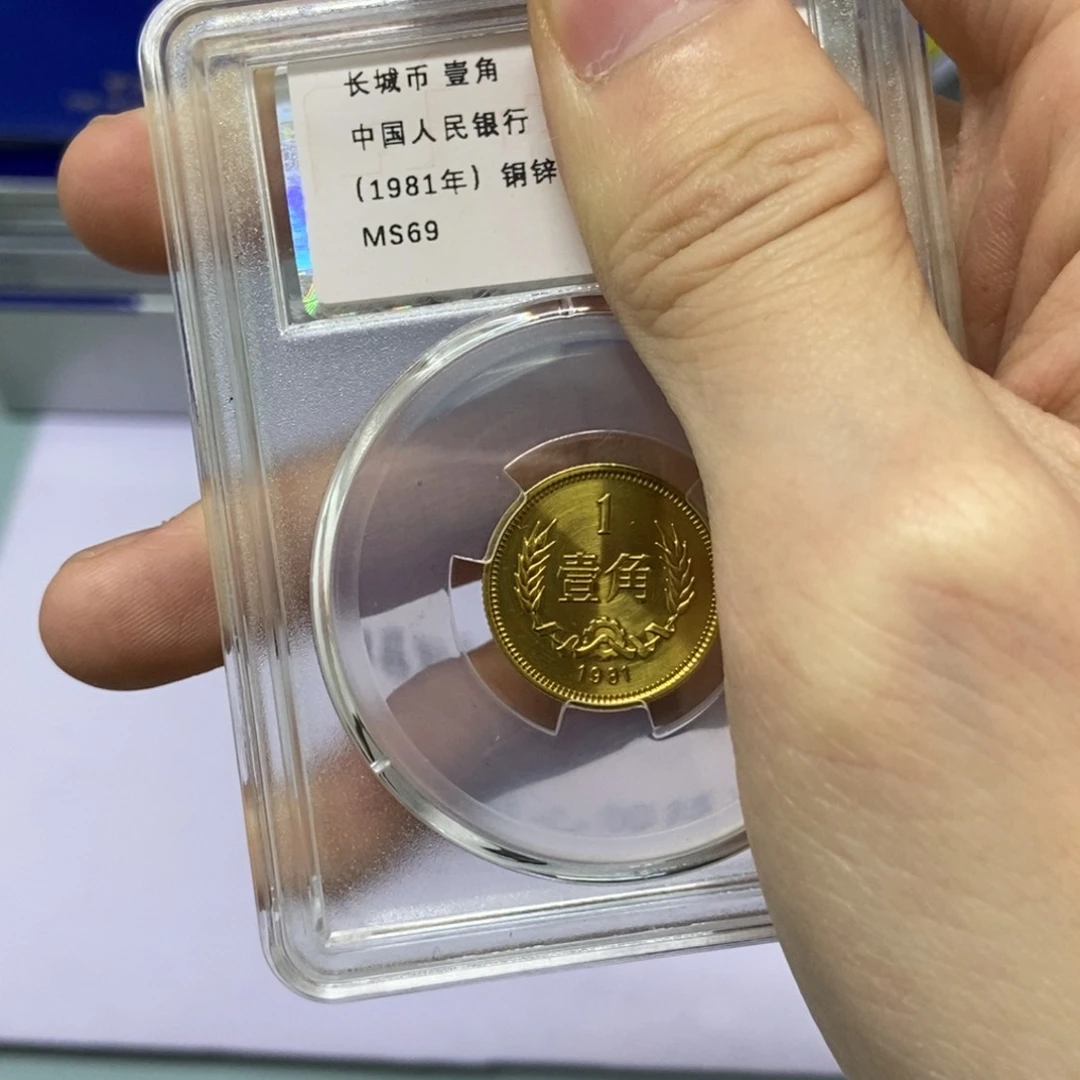 长城币 壹角
中国人民银行
(1981年) 铜锌
MS69
1
壹角
1981